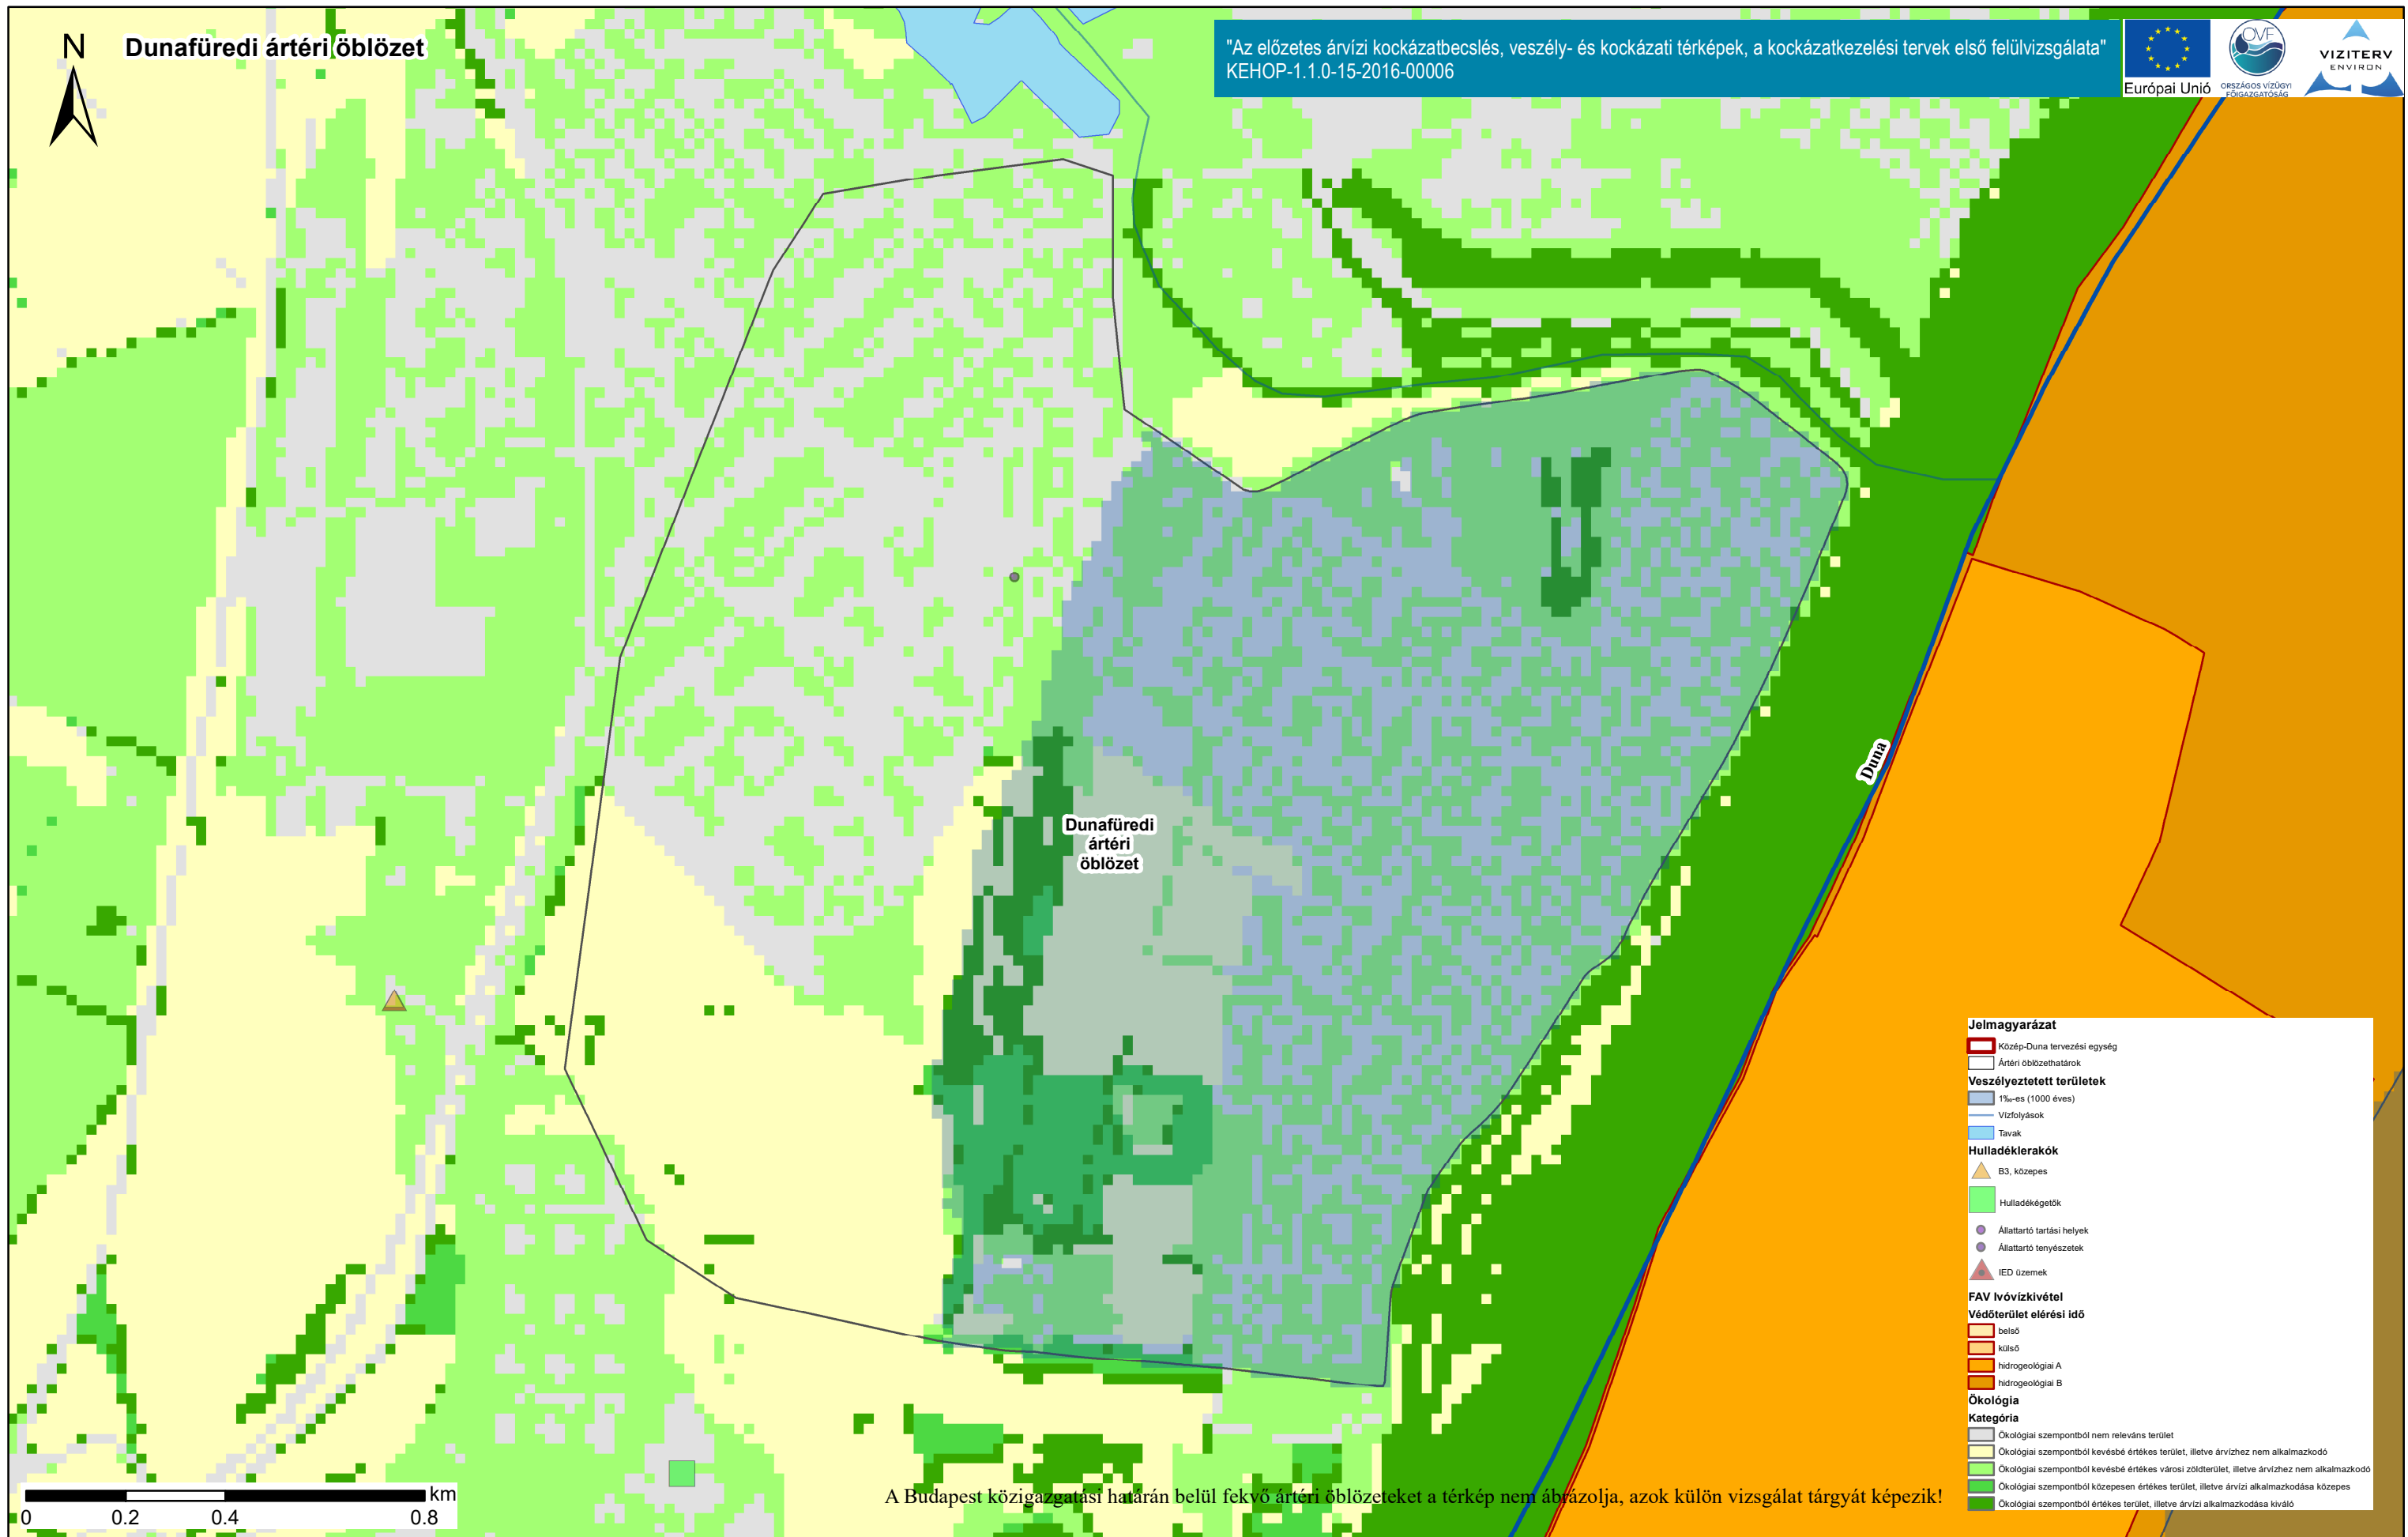 N
Dunafüredi ártéri öblözet
"Az előzetes árvízi kockázatbecslés, veszély- és kockázati térképek, a kockázatkezelési tervek első felülvizsgálata"
KEHOP-1.1.0-15-2016-00006
Európai Unió
OVF
ORSZÁGOS VÍZÜGYI
FŐIGAZGATÓSÁG
VIZITERV
ENVIRON
Duna
Dunafüredi
ártéri
öblözet
Jelmagyarázat
Közép-Duna tervezési egység
Ártéri öblözethatárok
Veszélyeztetett területek
1‰-es (1000 éves)
Vízfolyások
Tavak
Hulladéklerakók
B3, közepes
Hulladékégetők
Állattartó tartási helyek
Állattartó tenyészetek
IED üzemek
FAV Ivóvízkivétel
Védőterület elérési idő
belső
külső
hidrogeológiai A
hidrogeológiai B
Ökológia
Kategória
Ökológiai szempontból nem releváns terület
Ökológiai szempontból kevésbé értékes terület, illetve árvízhez nem alkalmazkodó
Ökológiai szempontból kevésbé értékes városi zöldterület, illetve árvízhez nem alkalmazkodó
Ökológiai szempontból közepesen értékes terület, illetve árvízi alkalmazkodása közepes
Ökológiai szempontból értékes terület, illetve árvízi alkalmazkodása kiváló
km
0 0.2 0.4 0.8
A Budapest közigazgatási határán belül fekvő ártéri öblözeteket a térkép nem ábrázolja, azok külön vizsgálat tárgyát képezik!